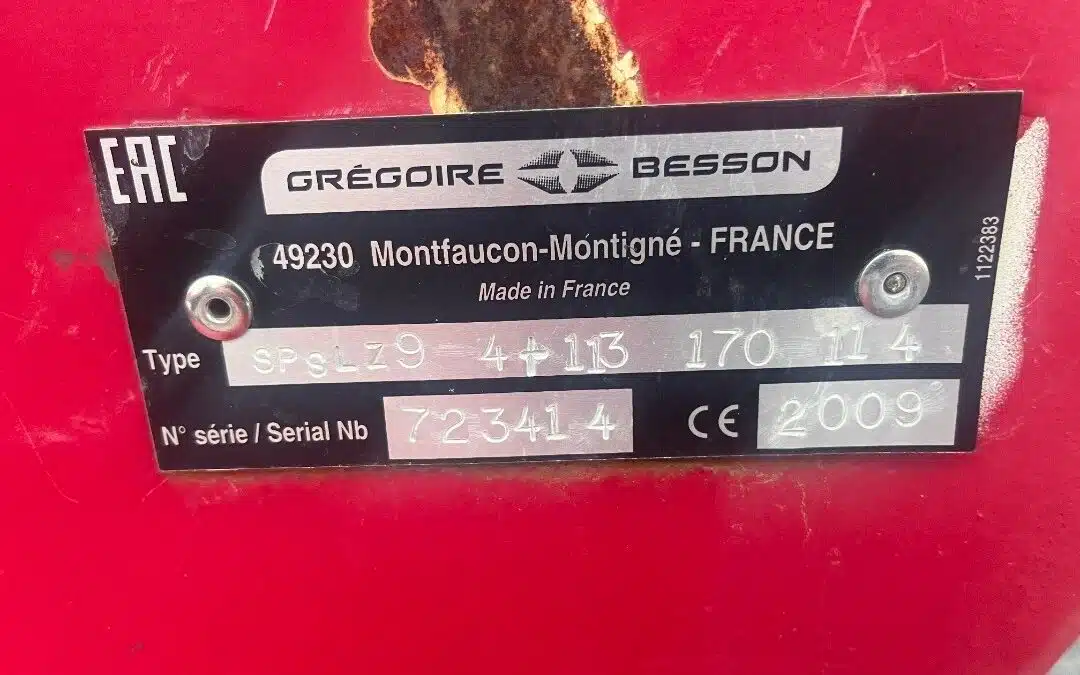 EAC
GRÉGOIRE BESSON
49230 Montfaucon-Montigné - FRANCE
Made in France
1122383
Type SPSLZ9 4+113 170 114
N° série / Serial Nb 723414 CE 2009